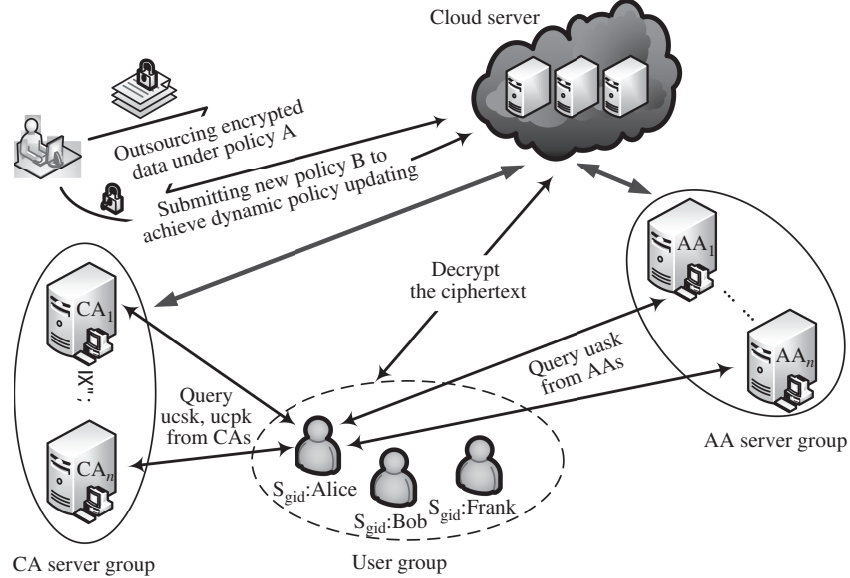 Cloud server
Outsourcing encrypted
data under policy A
Submitting new policy B to
achieve dynamic policy updating
CA1
CAn
CA server group
Query
ucsk, ucpk
from CAs
Decrypt
the ciphertext
Query uask
from AAs
AA1
AAn
AA server group
Sgid:Alice
Sgid:Bob
Sgid:Frank
User group